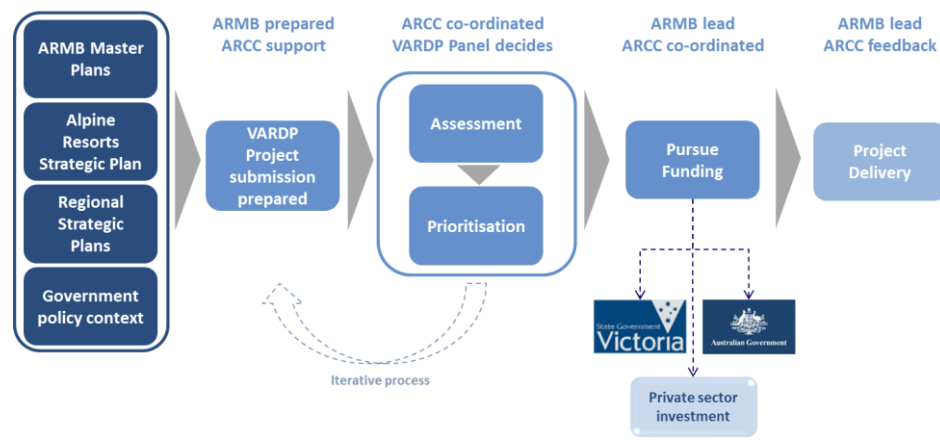 ARMB Master
Plans
Alpine
Resorts
Strategic Plan
Regional
Strategic
Plans
Government
policy context
ARMB prepared
ARCC support
VARDP
Project
submission
prepared
ARCC co-ordinated
VARDP Panel decides
Assessment
Prioritisation
Iterative process
ARMB lead
ARCC co-ordinated
Pursue
Funding
State Government
Victoria
Australian Government
Private sector
investment
ARMB lead
ARCC feedback
Project
Delivery